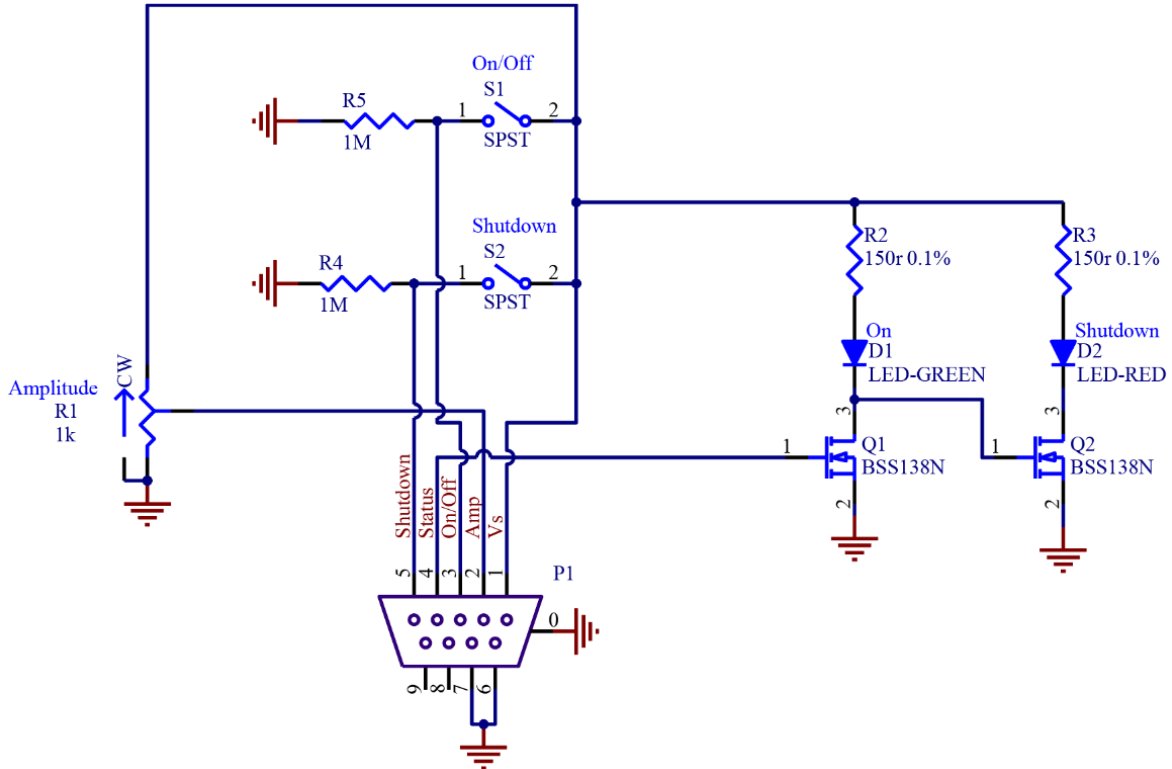 On/Off
S1
1
2
SPST
R5
1M
Shutdown
S2
1
2
SPST
R4
1M
R2
150r 0.1%
R3
150r 0.1%
On
D1
LED-GREEN
Shutdown
D2
LED-RED
CW
Amplitude
R1
1k
3
1
Q1
BSS138N
2
3
1
Q2
BSS138N
2
Shutdown
Status
On/Off
Amp
Vs
5
4
3
2
1
P1
0
9
8
7
6